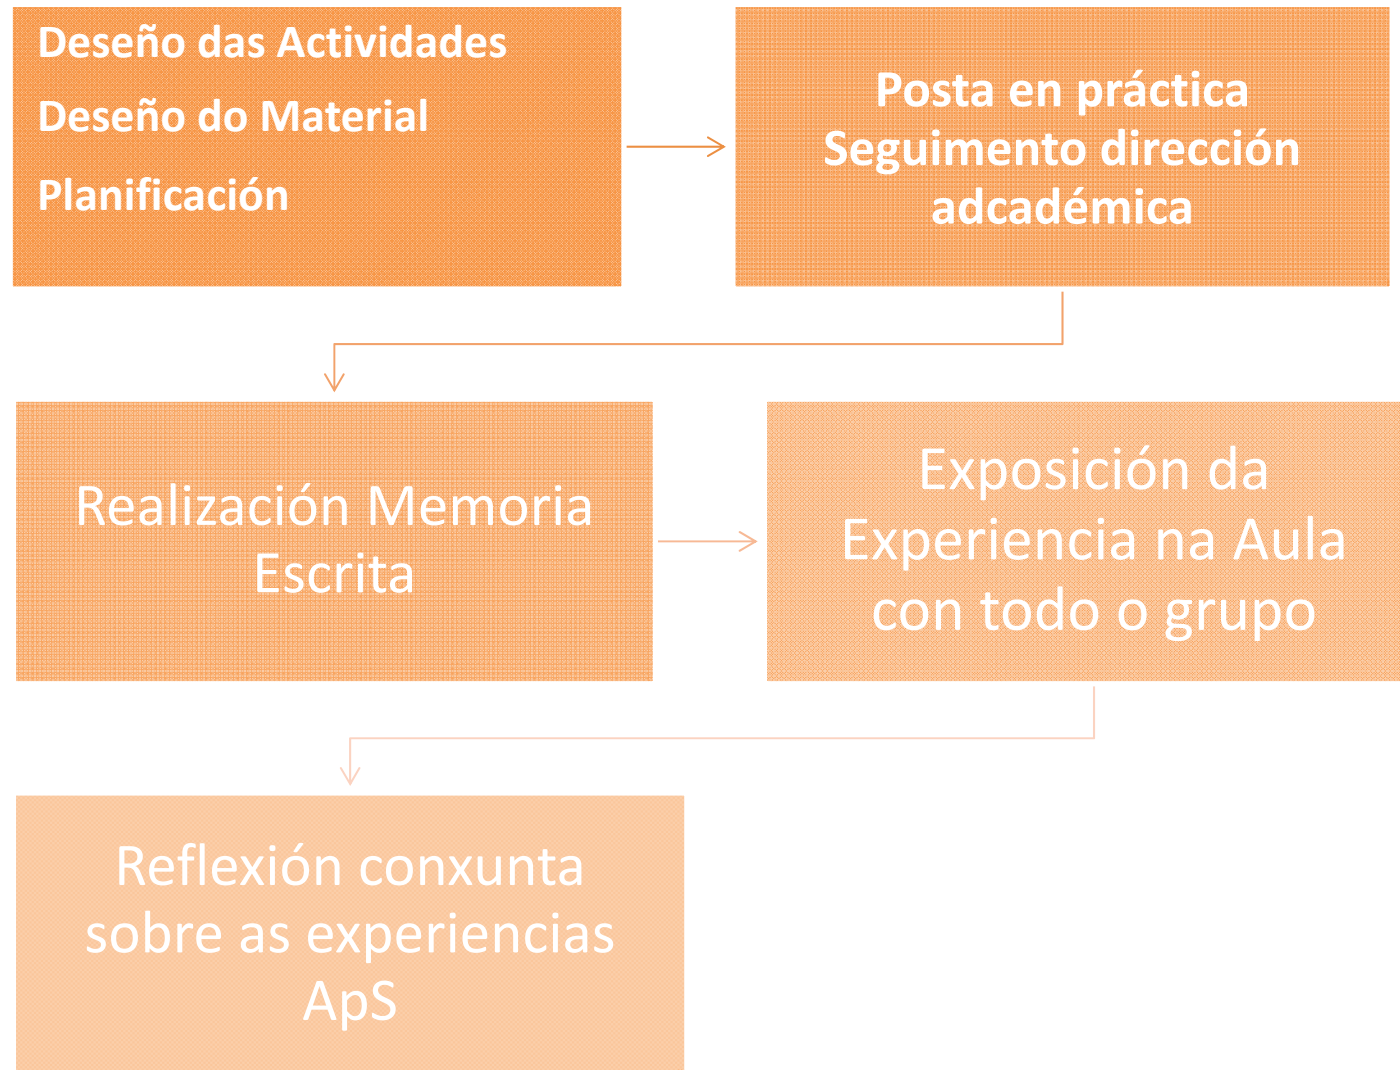 Deseño das Actividades
Deseño do Material
Planificación
Posta en práctica
Seguimento dirección
adcadémica
Realización Memoria
Escrita
Exposición da
Experiencia na Aula
con todo o grupo
Reflexión conxunta
sobre as experiencias
ApS